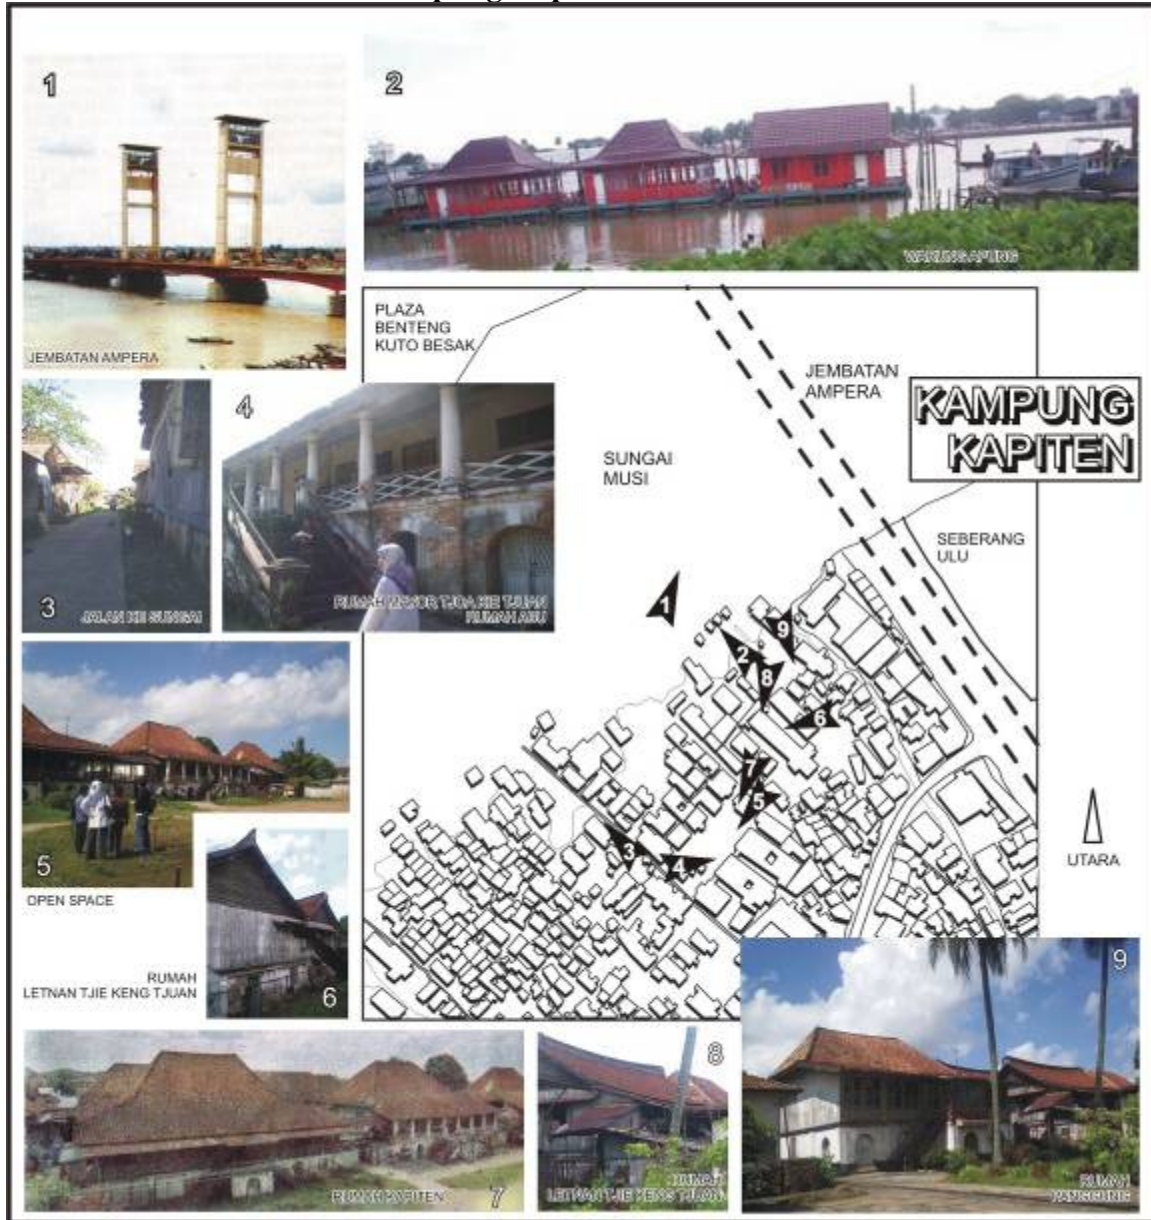 1
2
WARUNG APUNG
JEMBATAN AMPERA
PLAZA
BENTENG
KUTO BESAK
JEMBATAN
AMPERA
KAMPUNG
KAPITEN
SUNGAI
MUSI
SEBERANG
ULU
3
JALAN KE SUNGAI
4
RUMAH MAYOR TJOA KIE TJUAN
RUMAH ABU
1
9
2
8
6
7
5
3
4
UTARA
5
OPEN SPACE
6
RUMAH
LETNAN TJIE KENG TJUAN
7
RUMAH KAPITEN
8
RUMAH
LETNAN TJIE KENG TJUAN
9
RUMAH
PANGGUNG